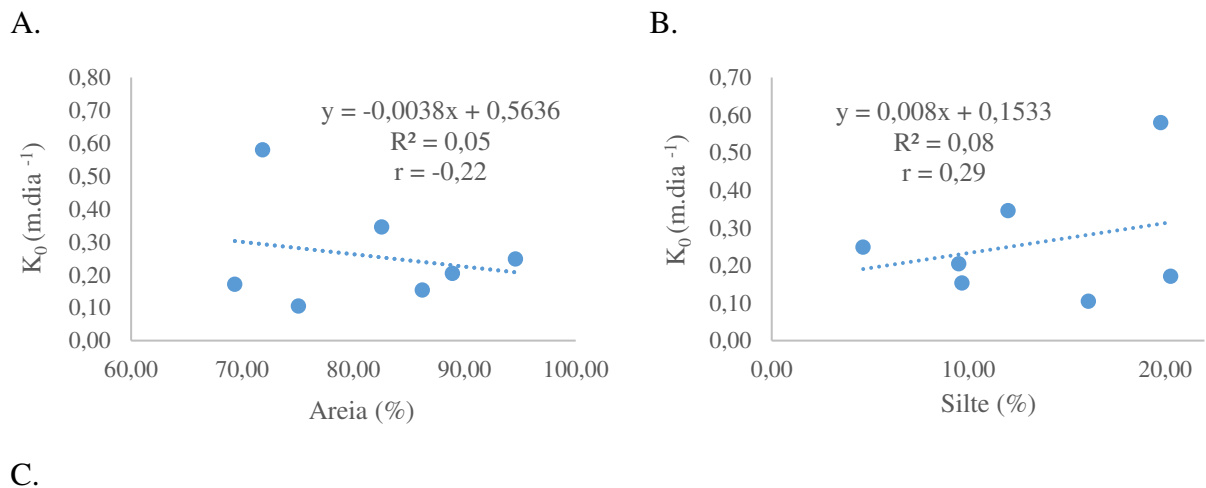 A.
0,80
0,70
0,60
0,50
0,40
0,30
0,20
0,10
0,00
K₀ (m.dia ⁻¹)
y = -0,0038x + 0,5636
R² = 0,05
r = -0,22
60,00 70,00 80,00 90,00 100,00
Areia (%)
B.
0,70
0,60
0,50
0,40
0,30
0,20
0,10
0,00
K₀ (m.dia ⁻¹)
y = 0,008x + 0,1533
R² = 0,08
r = 0,29
0,00 10,00 20,00
Silte (%)
C.